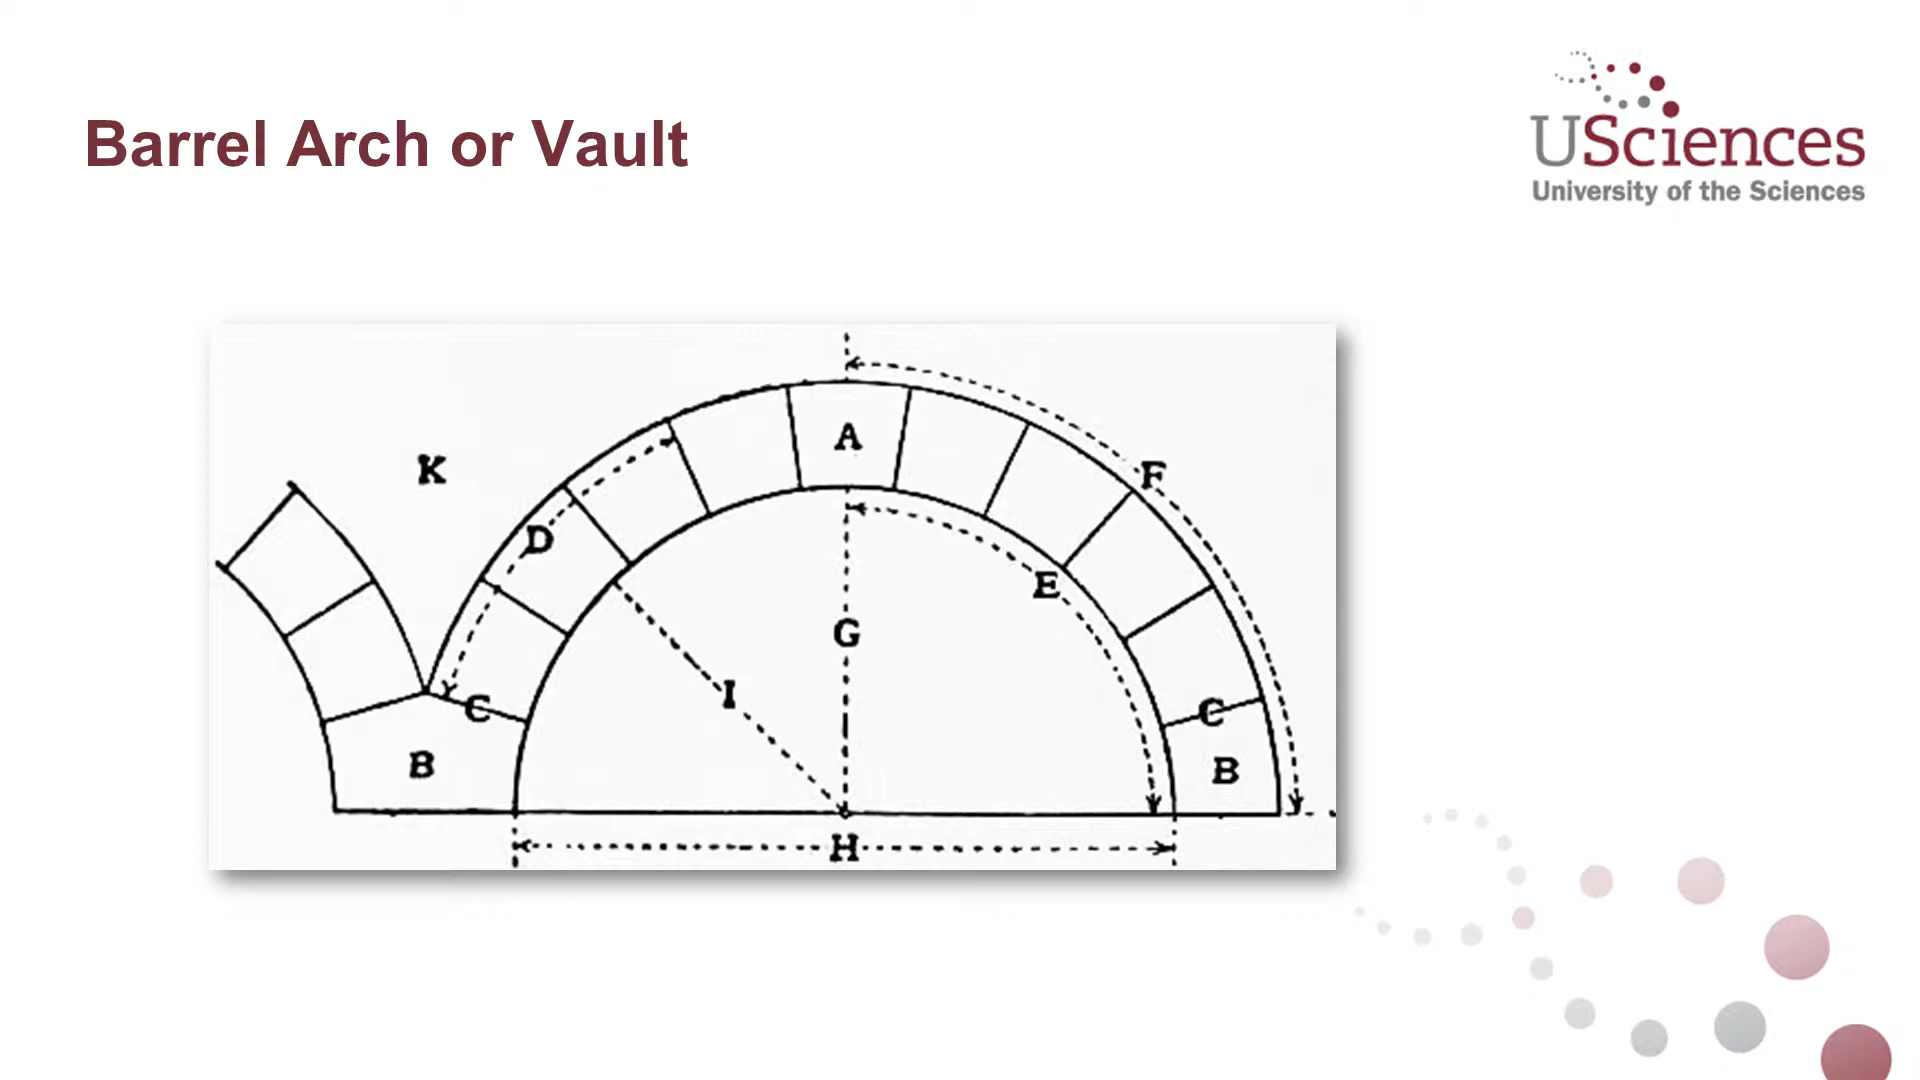 Barrel Arch or Vault
USciences
University of the Sciences
A
K
F
D
E
G
I
C
C
B
B
H